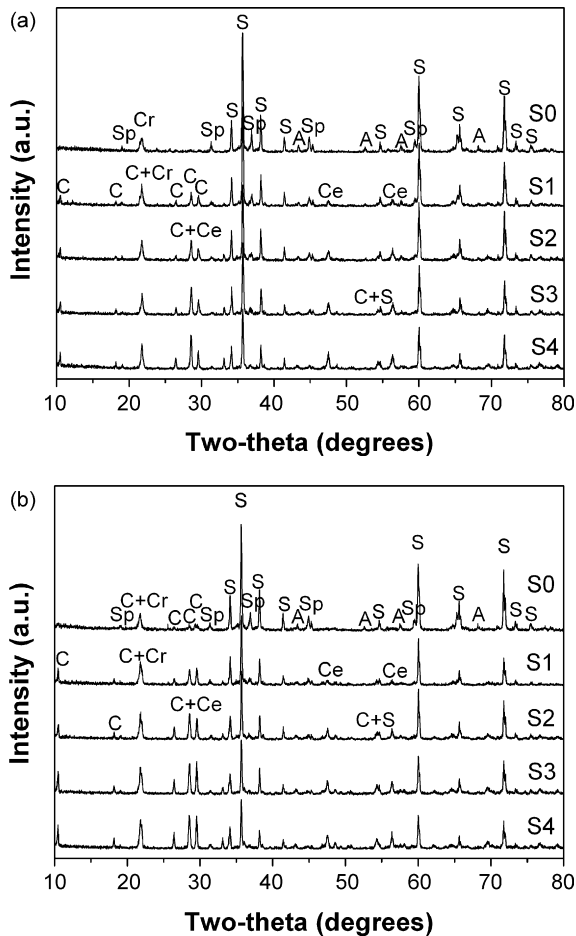 (a)
S
S
S
S0
Sp
Cr
Sp
S
Sp
S
S
A
Sp
A
S
A
Sp
S
A
S
S
C
C+Cr
C
C
C
C
Ce
Ce
S1
C+Ce
S2
C+S
S3
S4
10
20
30
40
50
60
70
80
Intensity (a.u.)
Two-theta (degrees)
(b)
S
S
S
S0
Sp
C+Cr
C
C
C
Sp
S
Sp
S
S
A
Sp
A
S
A
Sp
S
A
S
S
C
C+Cr
Ce
Ce
S1
C
C+Ce
C+S
S2
S3
S4
10
20
30
40
50
60
70
80
Intensity (a.u.)
Two-theta (degrees)